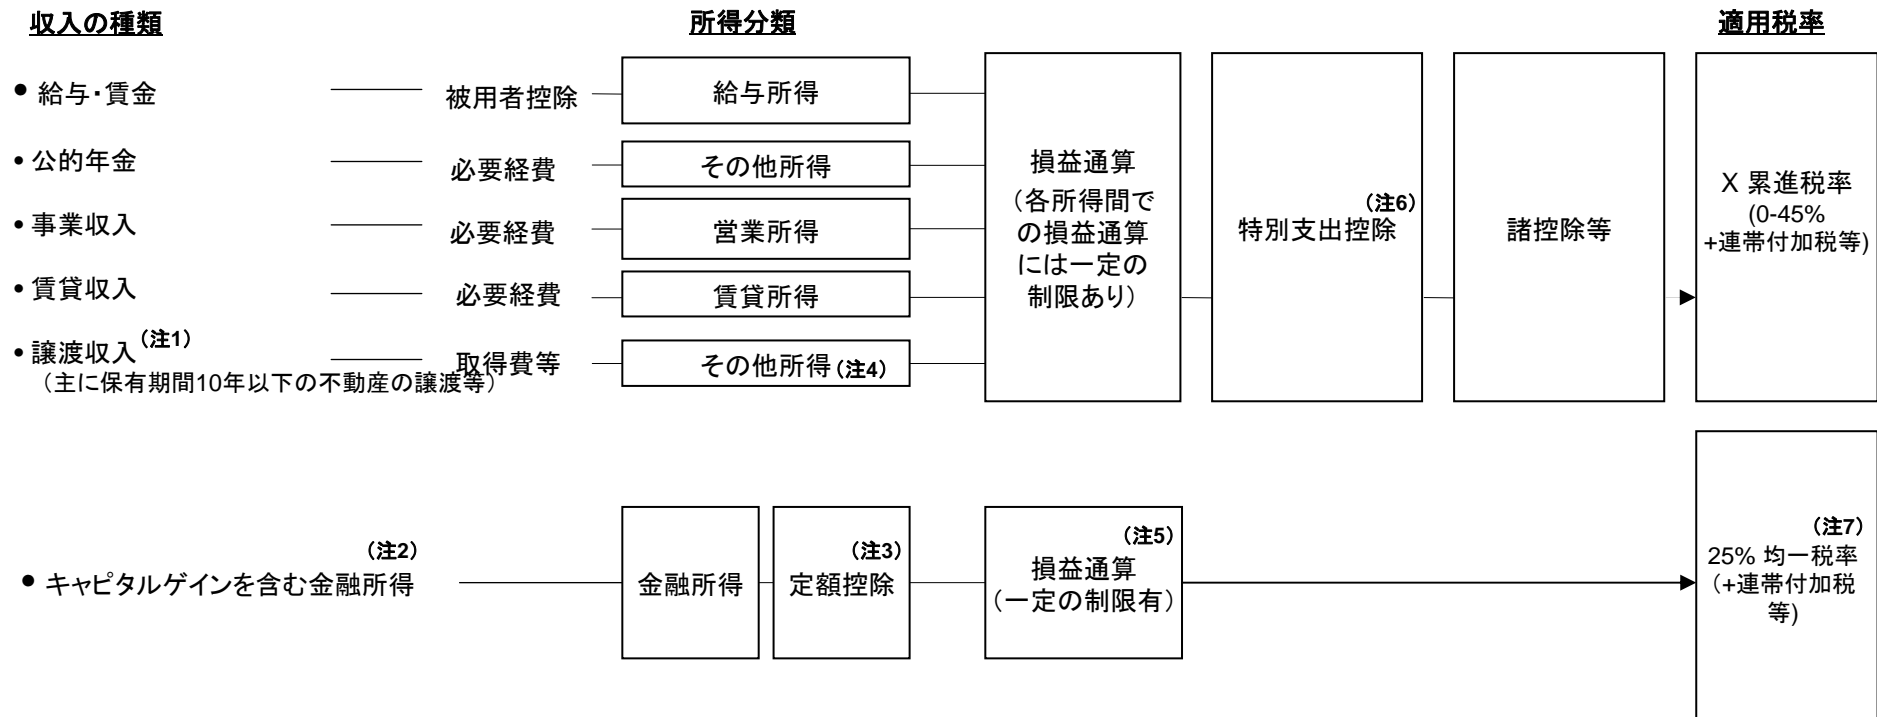 収入の種類 所得分類 適用税率
• 給与・賃金 被用者控除 給与所得
• 公的年金 必要経費 その他所得
• 事業収入 必要経費 営業所得
• 賃貸収入 必要経費 賃貸所得
• 譲渡収入(注1) 取得費等 その他所得(注4)
(主に保有期間10年以下の不動産の譲渡等)
損益通算
(各所得間で
の損益通算
には一定の
制限あり)
(注6)
特別支出控除
諸控除等
X 累進税率
(0-45%
+連帯付加税等)
(注2)
• キャピタルゲインを含む金融所得
金融所得
(注3)
定額控除
(注5)
損益通算
(一定の制限有)
(注7)
25% 均一税率
(+連帯付加税
等)